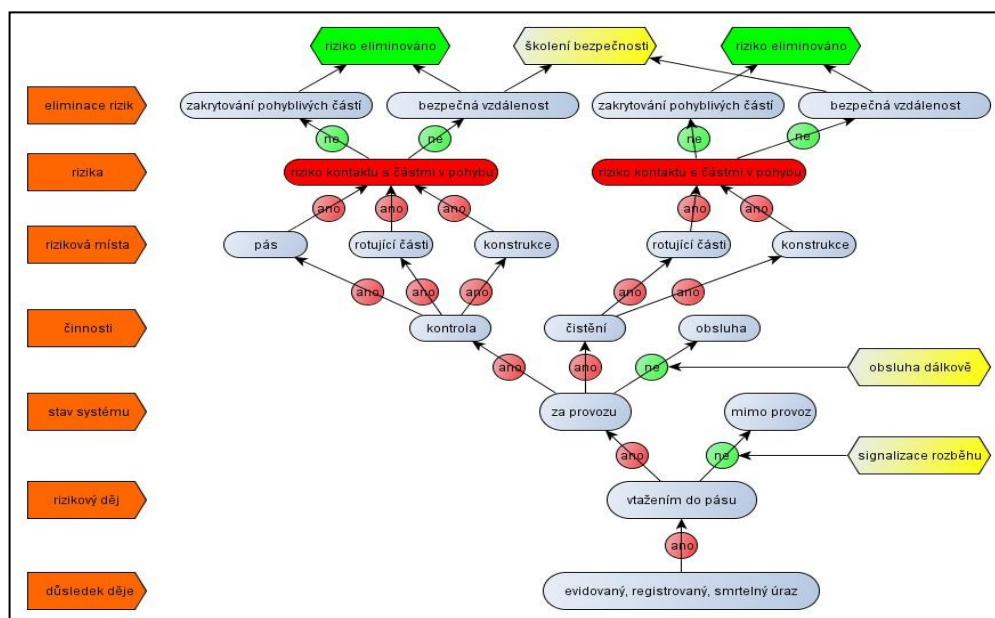 riziko eliminováno
školení bezpečnosti
riziko eliminováno
eliminace rizik
zakrytování pohyblivých částí
bezpečná vzdálenost
zakrytování pohyblivých částí
bezpečná vzdálenost
ne
ne
ne
ne
rizika
riziko kontaktu s částmi v pohybu
riziko kontaktu s částmi v pohybu
ano
ano
ano
ano
ano
riziková místa
pás
rotující části
konstrukce
rotující části
konstrukce
ano
ano
ano
ano
ano
činnosti
kontrola
čistění
obsluha
ano
ano
ne
obsluha dálkově
stav systému
za provozu
mimo provoz
ano
ne
signalizace rozběhu
rizikový děj
vtažením do pásu
ano
důsledek děje
evidovaný, registrovaný, smrtelný úraz